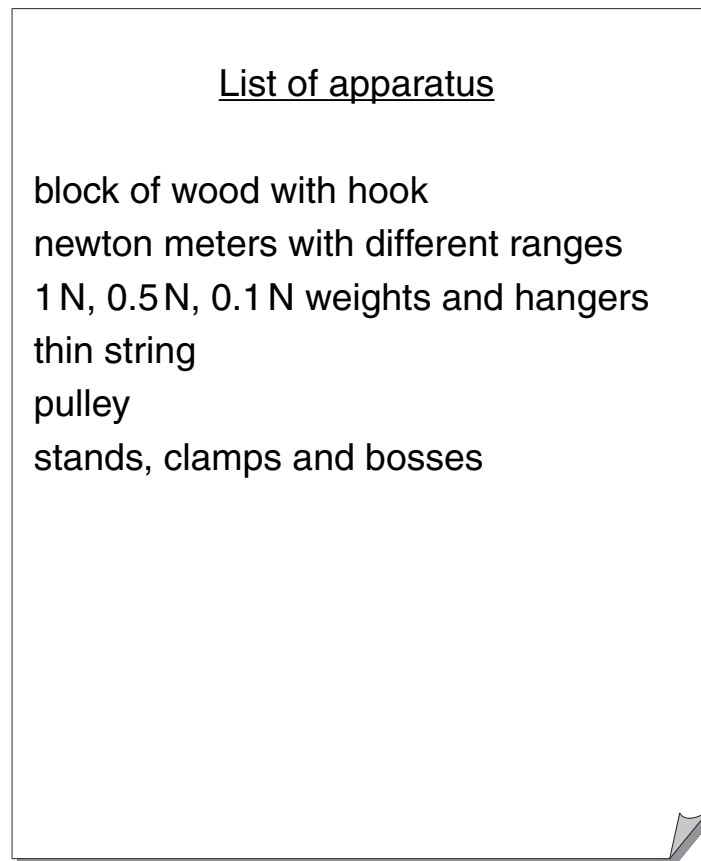 List of apparatus
block of wood with hook
newton meters with different ranges
1 N, 0.5 N, 0.1 N weights and hangers
thin string
pulley
stands, clamps and bosses